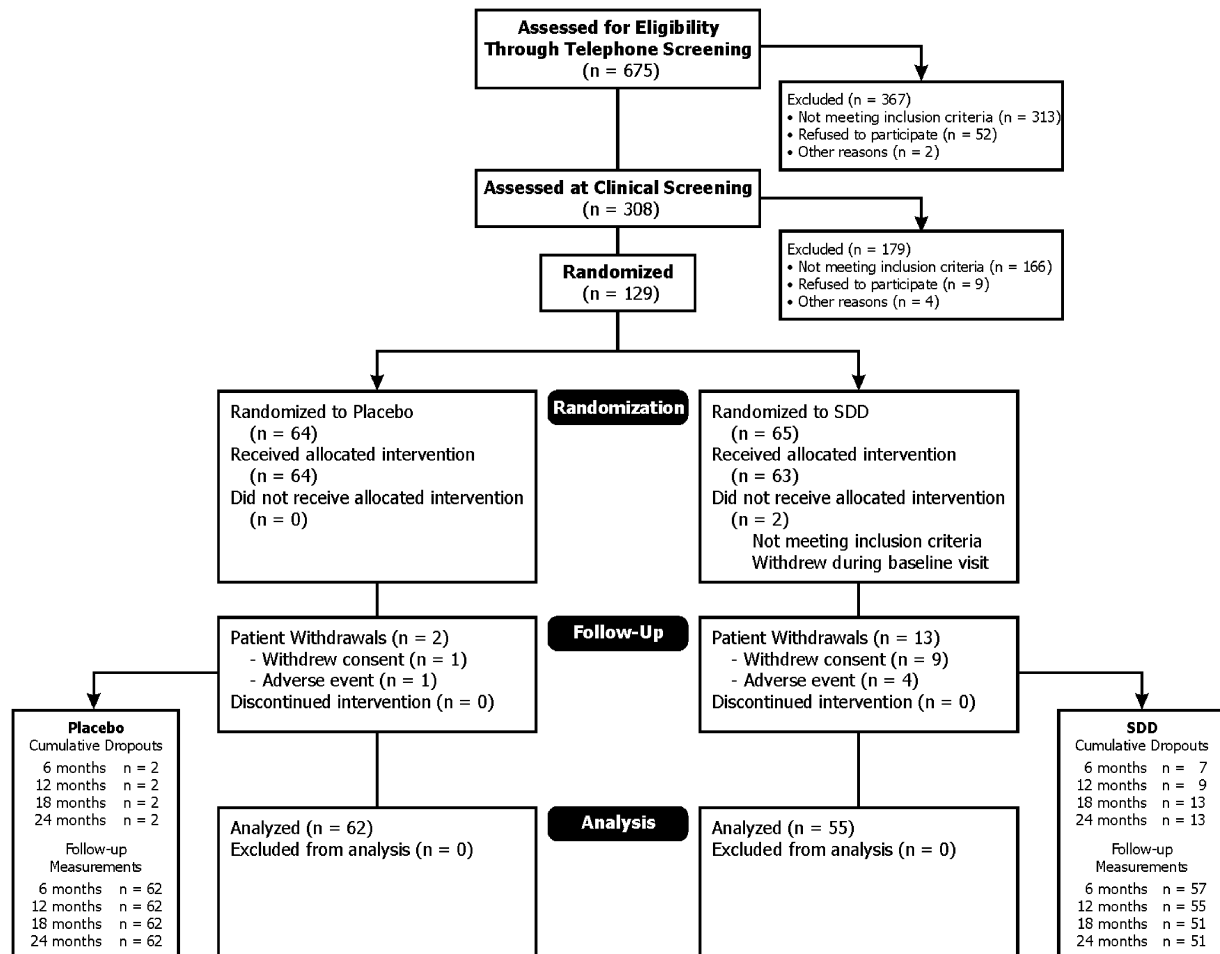 Assessed for Eligibility
Through Telephone Screening
(n = 675)
Excluded (n = 367)
• Not meeting inclusion criteria (n = 313)
• Refused to participate (n = 52)
• Other reasons (n = 2)
Assessed at Clinical Screening
(n = 308)
Excluded (n = 179)
• Not meeting inclusion criteria (n = 166)
• Refused to participate (n = 9)
• Other reasons (n = 4)
Randomized
(n = 129)
Randomization
Randomized to Placebo
(n = 64)
Received allocated intervention
(n = 64)
Did not receive allocated intervention
(n = 0)
Randomized to SDD
(n = 65)
Received allocated intervention
(n = 63)
Did not receive allocated intervention
(n = 2)
Not meeting inclusion criteria
Withdrew during baseline visit
Follow-Up
Patient Withdrawals (n = 2)
- Withdrew consent (n = 1)
- Adverse event (n = 1)
Discontinued intervention (n = 0)
Patient Withdrawals (n = 13)
- Withdrew consent (n = 9)
- Adverse event (n = 4)
Discontinued intervention (n = 0)
Placebo
Cumulative Dropouts
6 months n = 2
12 months n = 2
18 months n = 2
24 months n = 2
Follow-up
Measurements
6 months n = 62
12 months n = 62
18 months n = 62
24 months n = 62
SDD
Cumulative Dropouts
6 months n = 7
12 months n = 9
18 months n = 13
24 months n = 13
Follow-up
Measurements
6 months n = 57
12 months n = 55
18 months n = 51
24 months n = 51
Analysis
Analyzed (n = 62)
Excluded from analysis (n = 0)
Analyzed (n = 55)
Excluded from analysis (n = 0)